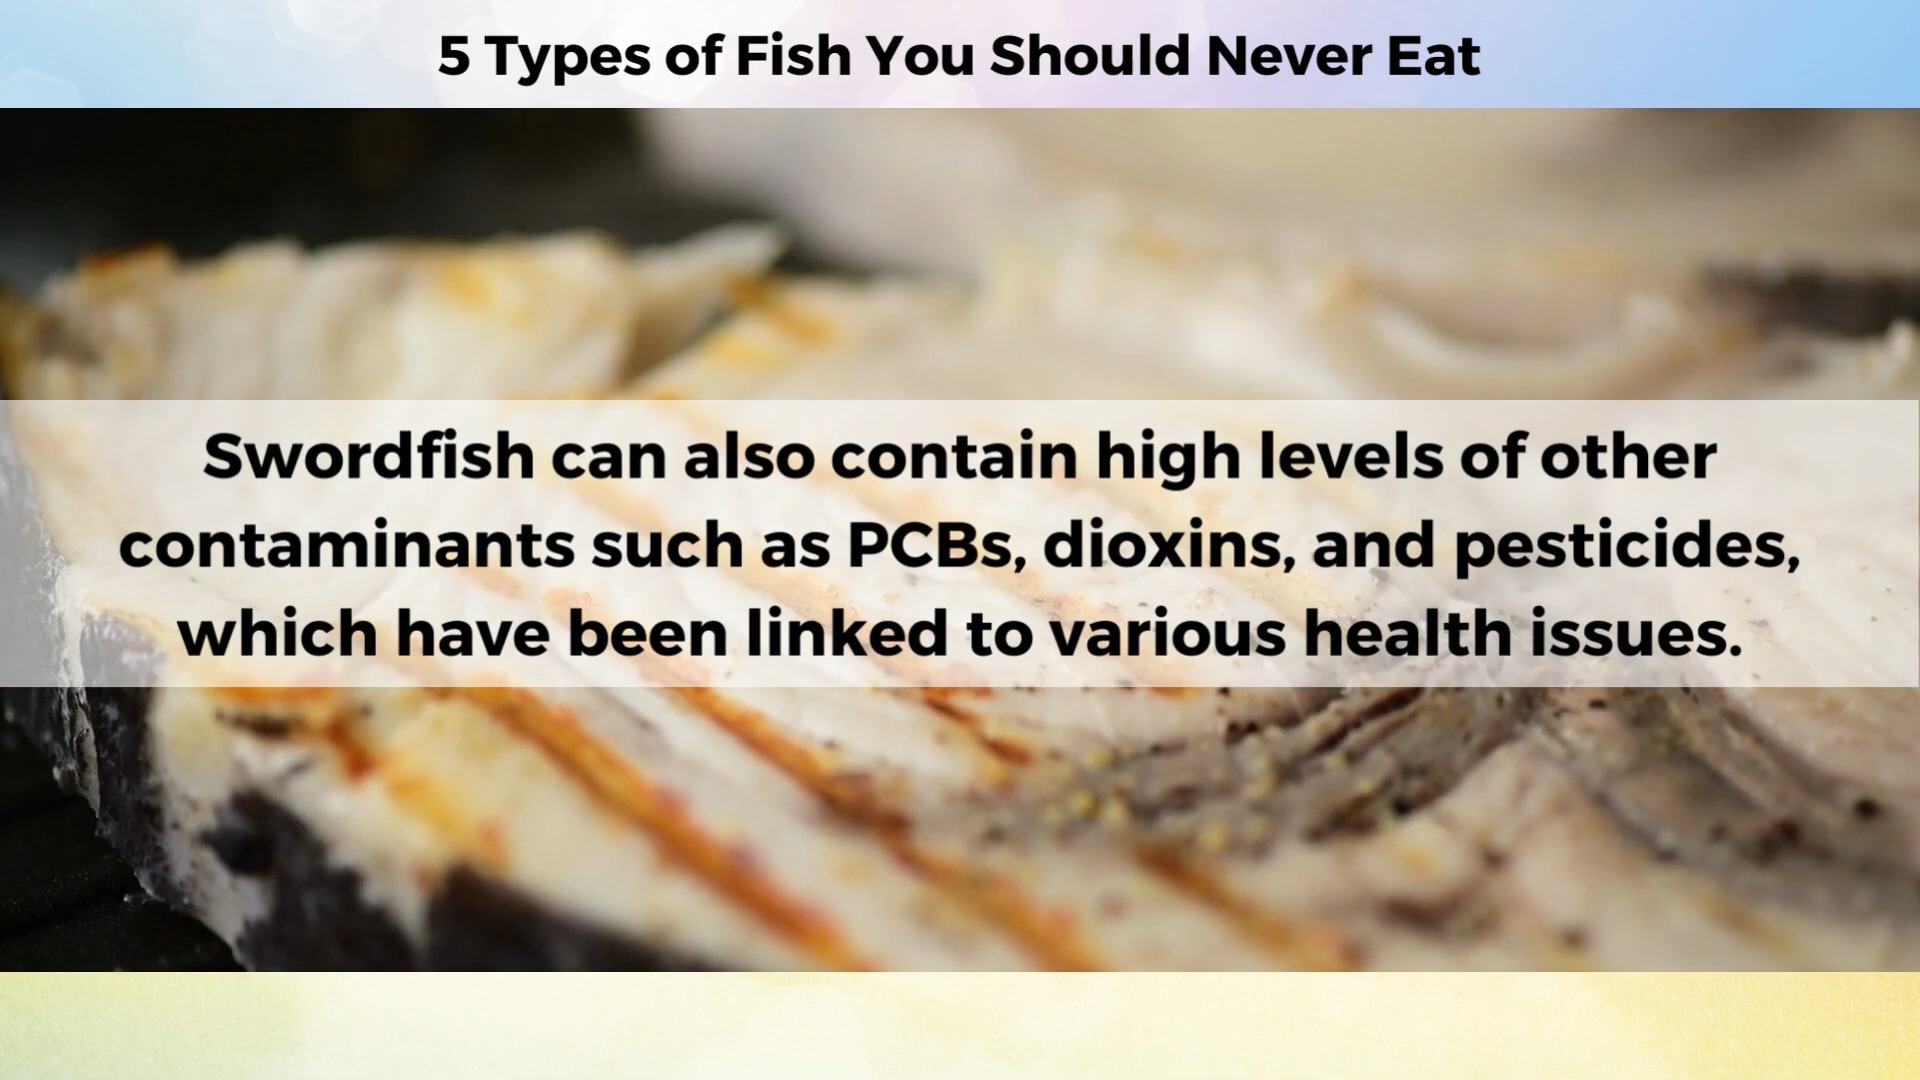 5 Types of Fish You Should Never Eat
Swordfish can also contain high levels of other
contaminants such as PCBs, dioxins, and pesticides,
which have been linked to various health issues.